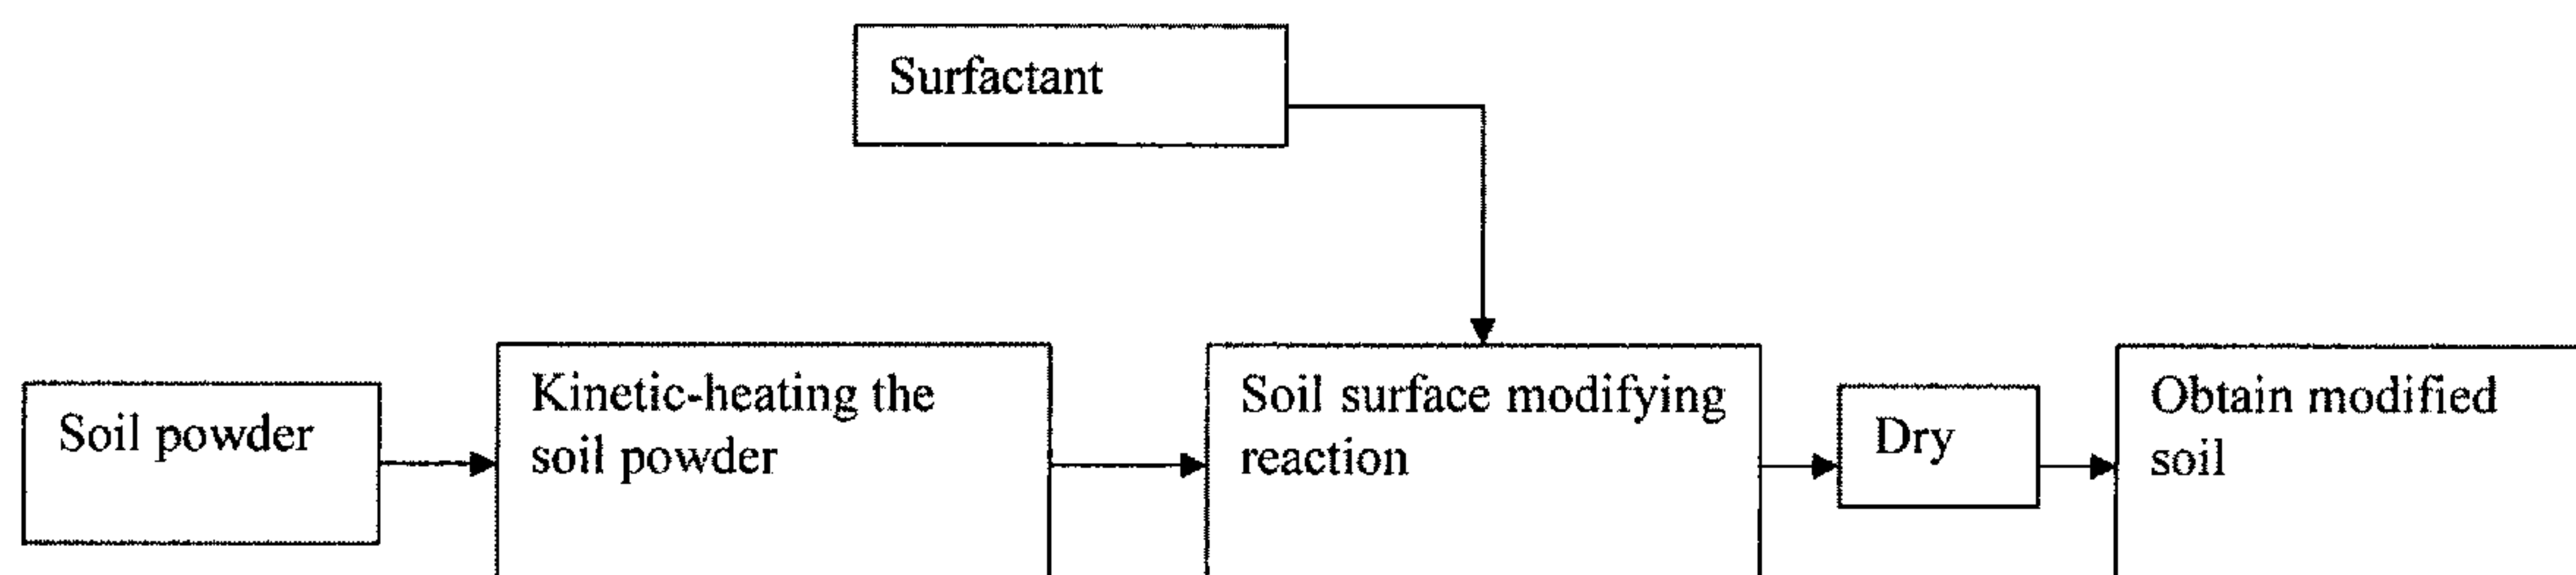 Surfactant
Soil powder
Kinetic-heating the
soil powder
Soil surface modifying
reaction
Dry
Obtain modified
soil